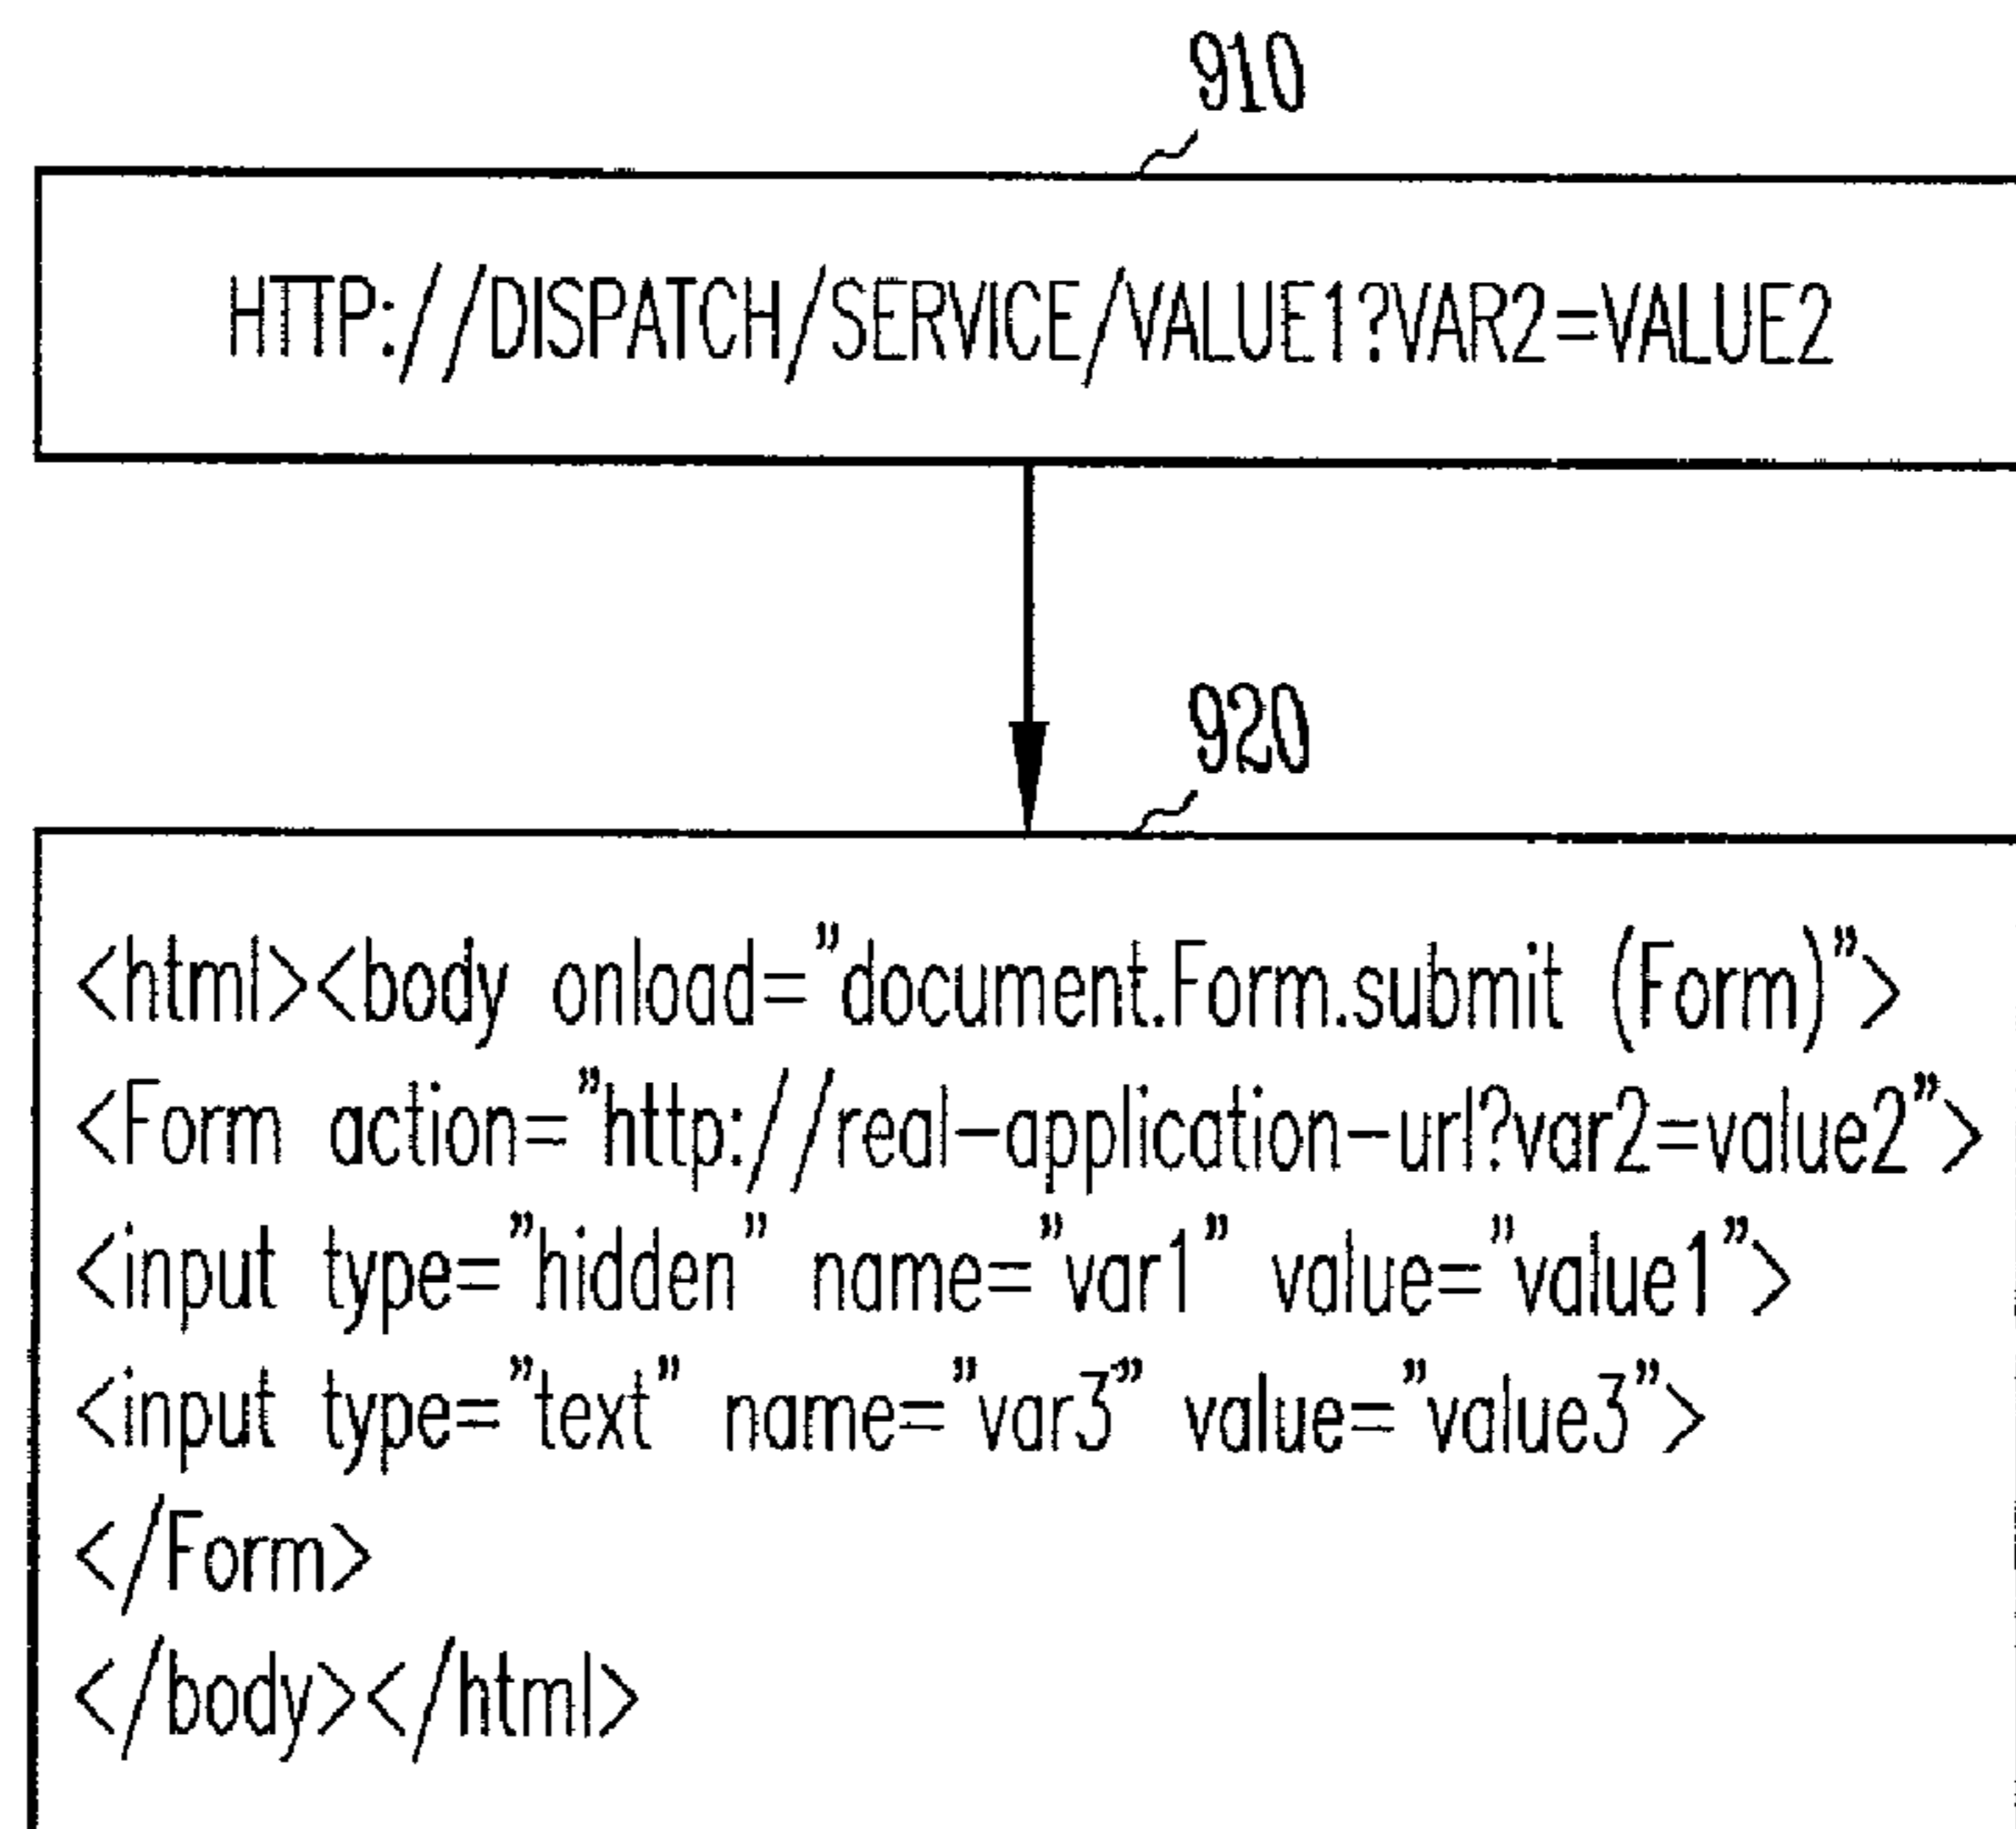 910
HTTP://DISPATCH/SERVICE/VALUE1?VAR2=VALUE2
920
<html><body onload="document.Form.submit (Form)">
<Form action="http://real-application-url?var2=value2">
<input type="hidden" name="var1" value="value1">
<input type="text" name="var3" value="value3">
</Form>
</body></html>